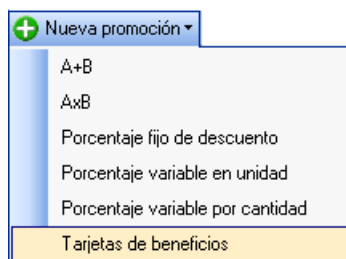 Nueva promoción
A+B
AxB
Porcentaje fijo de descuento
Porcentaje variable en unidad
Porcentaje variable por cantidad
Tarjetas de beneficios